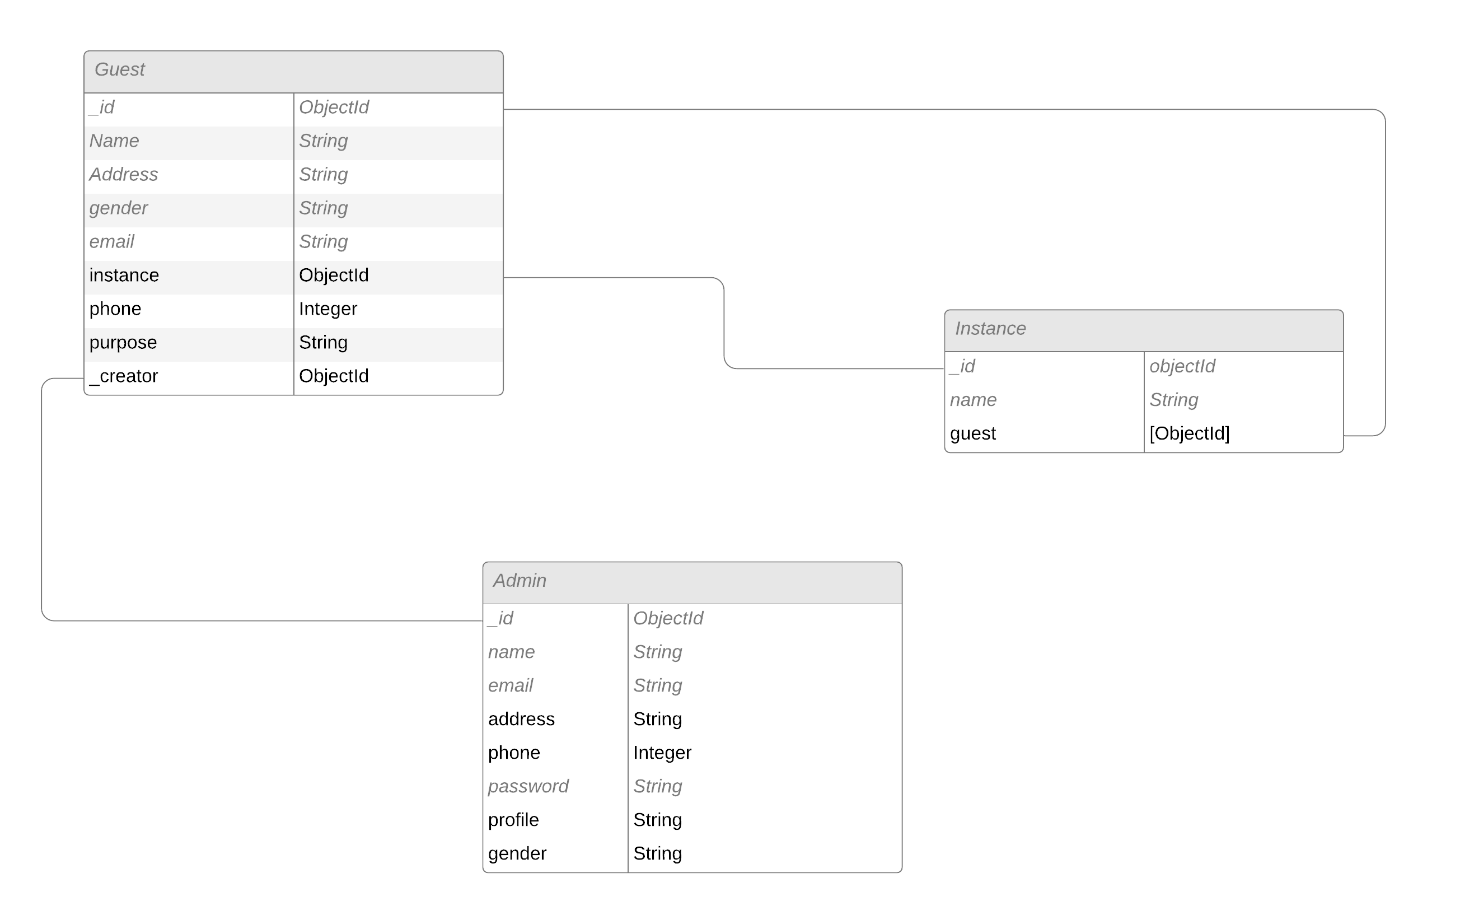 Guest
_id ObjectId
Name String
Address String
gender String
email String
instance ObjectId
phone Integer
purpose String
_creator ObjectId
Instance
_id objectId
name String
guest [ObjectId]
Admin
_id ObjectId
name String
email String
address String
phone Integer
password String
profile String
gender String